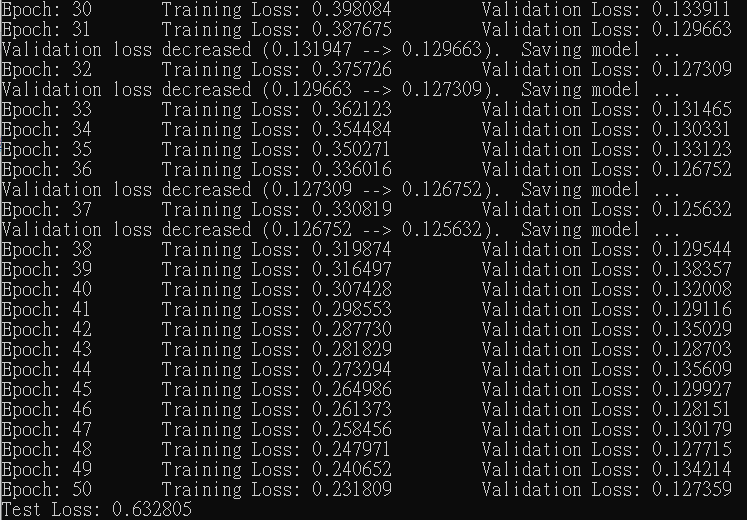 Epoch: 30 Training Loss: 0.398084 Validation Loss: 0.133911
Epoch: 31 Training Loss: 0.387675 Validation Loss: 0.129663
Validation loss decreased (0.131947 --> 0.129663). Saving model ...
Epoch: 32 Training Loss: 0.375726 Validation Loss: 0.127309
Validation loss decreased (0.129663 --> 0.127309). Saving model ...
Epoch: 33 Training Loss: 0.362123 Validation Loss: 0.131465
Epoch: 34 Training Loss: 0.354484 Validation Loss: 0.130331
Epoch: 35 Training Loss: 0.350271 Validation Loss: 0.133123
Epoch: 36 Training Loss: 0.336016 Validation Loss: 0.126752
Validation loss decreased (0.127309 --> 0.126752). Saving model ...
Epoch: 37 Training Loss: 0.330819 Validation Loss: 0.125632
Validation loss decreased (0.126752 --> 0.125632). Saving model ...
Epoch: 38 Training Loss: 0.319874 Validation Loss: 0.129544
Epoch: 39 Training Loss: 0.316497 Validation Loss: 0.138357
Epoch: 40 Training Loss: 0.307428 Validation Loss: 0.132008
Epoch: 41 Training Loss: 0.298553 Validation Loss: 0.129116
Epoch: 42 Training Loss: 0.287730 Validation Loss: 0.135029
Epoch: 43 Training Loss: 0.281829 Validation Loss: 0.128703
Epoch: 44 Training Loss: 0.273294 Validation Loss: 0.135609
Epoch: 45 Training Loss: 0.264986 Validation Loss: 0.129927
Epoch: 46 Training Loss: 0.261373 Validation Loss: 0.128151
Epoch: 47 Training Loss: 0.258456 Validation Loss: 0.130179
Epoch: 48 Training Loss: 0.247971 Validation Loss: 0.127715
Epoch: 49 Training Loss: 0.240652 Validation Loss: 0.134214
Epoch: 50 Training Loss: 0.231809 Validation Loss: 0.127359
Test Loss: 0.632805